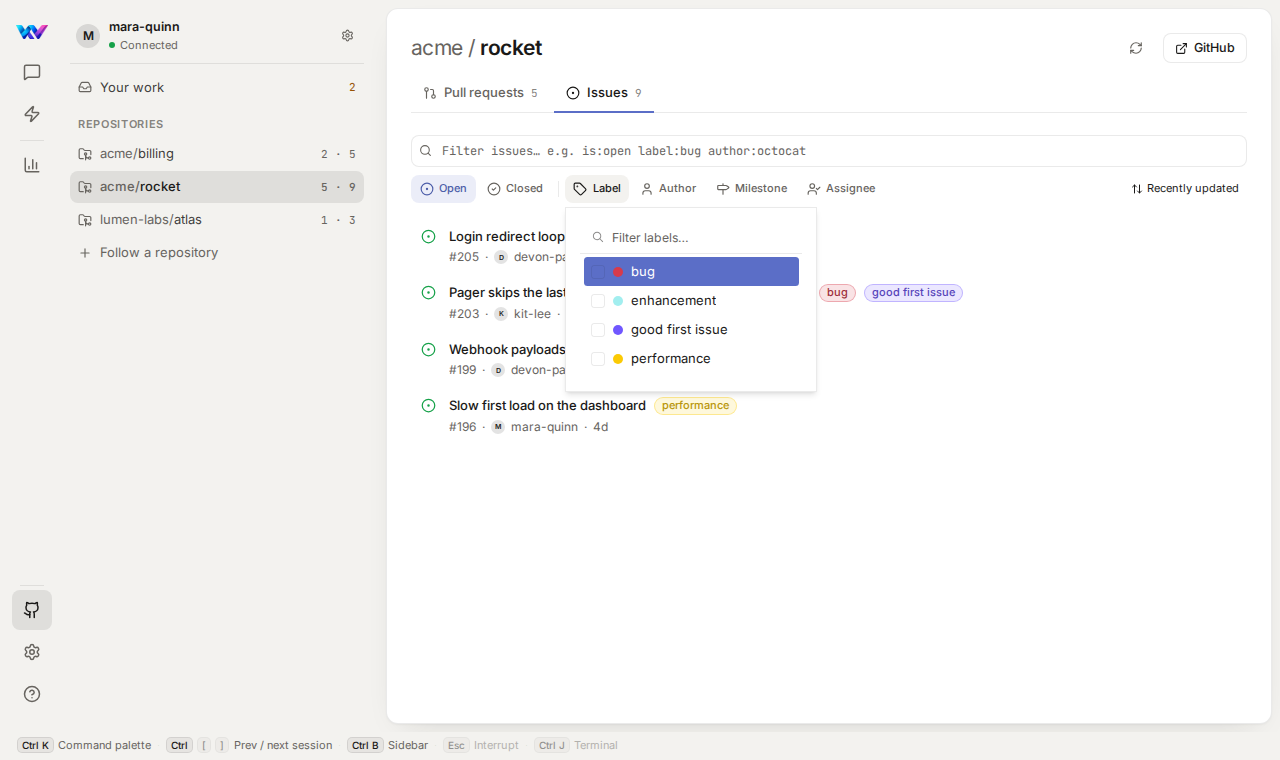 M mara-quinn
Connected
Your work 2
REPOSITORIES
acme/billing 2 · 5
acme/rocket 5 · 9
lumen-labs/atlas 1 · 3
Follow a repository
acme / rocket
GitHub
Pull requests 5
Issues 9
Filter issues… e.g. is:open label:bug author:octocat
Open Closed Label Author Milestone Assignee Recently updated
Filter labels...
bug
enhancement
good first issue
performance
Login redirect loop
#205 · D devon-pa
Pager skips the last bug good first issue
#203 · K kit-lee ·
Webhook payloads
#199 · D devon-pa
Slow first load on the dashboard performance
#196 · M mara-quinn · 4d
Ctrl K Command palette Ctrl [ ] Prev / next session Ctrl B Sidebar Esc Interrupt Ctrl J Terminal